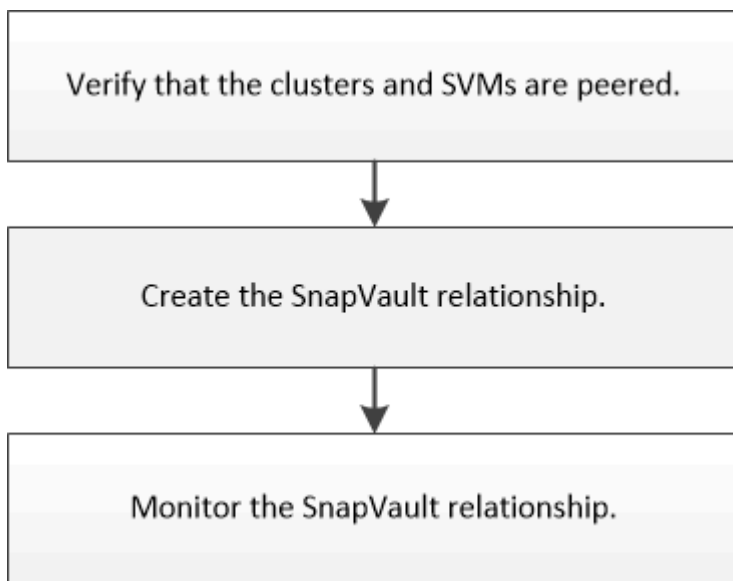 Verify that the clusters and SVMs are peered.
Create the SnapVault relationship.
Monitor the SnapVault relationship.